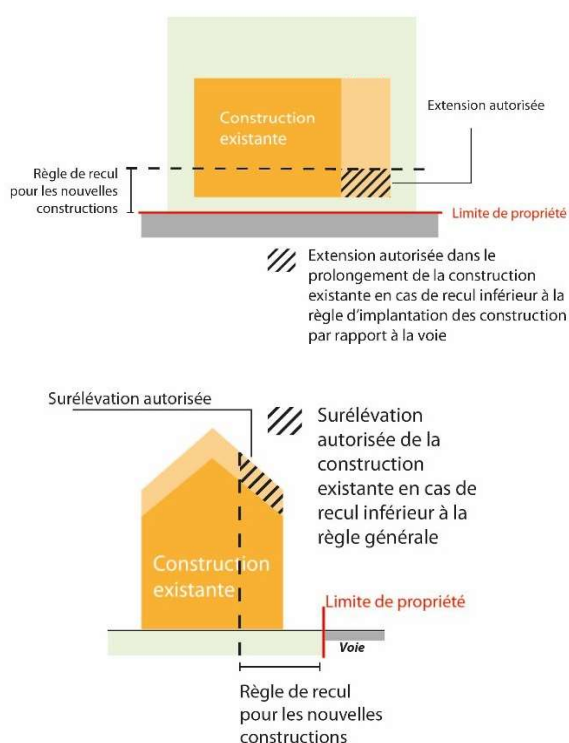 Construction
existante
Extension autorisée
Règle de recul
pour les nouvelles
constructions
Limite de propriété
Extension autorisée dans le
prolongement de la construction
existante en cas de recul inférieur à la
règle d'implantation des construction
par rapport à la voie
Surélévation autorisée
Surélévation
autorisée de la
construction
existante en cas de
recul inférieur à la
règle générale
Construction
existante
Limite de propriété
Voie
Règle de recul
pour les nouvelles
constructions